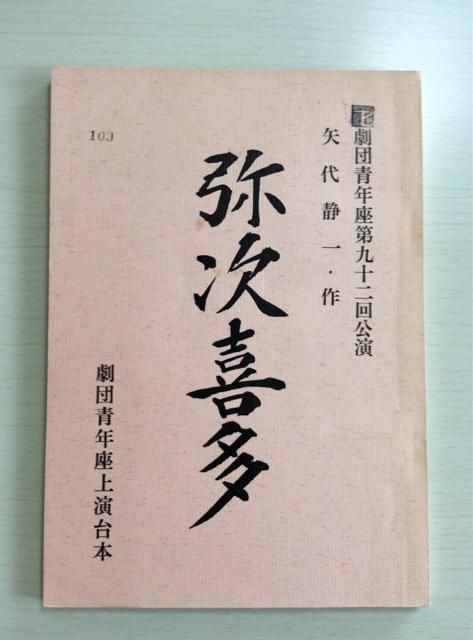 劇団青年座第九十二回公演
矢代静一・作
弥次喜多
劇団青年座上演台本
100